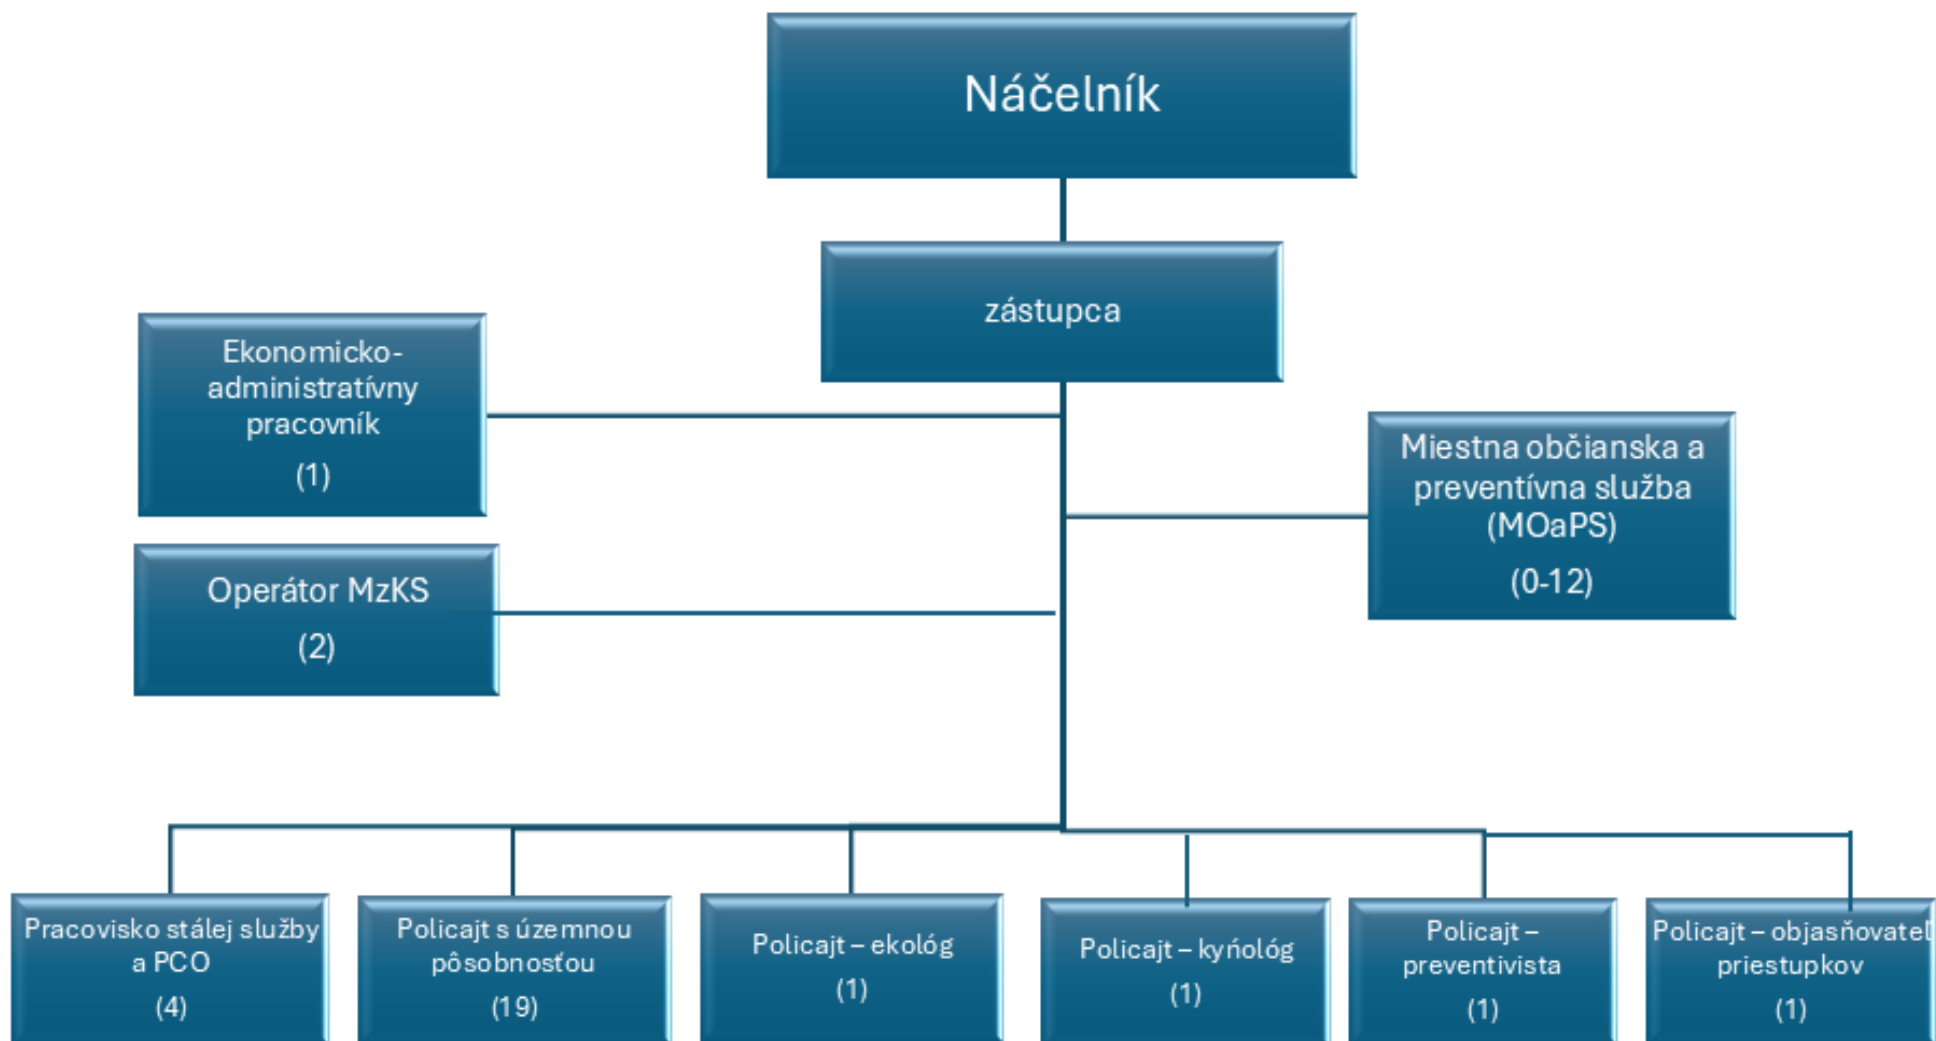 Náčelník
zástupca
Ekonomicko-
administratívny
pracovník
(1)
Miestna občianska a
preventívna služba
(MOaPS)
(0-12)
Operátor MzKS
(2)
Pracovisko stálej služby
a PCO
(4)
Policajt s územnou
pôsobnosťou
(19)
Policajt – ekológ
(1)
Policajt – kyńológ
(1)
Policajt –
preventivista
(1)
Policajt – objasňovateľ
priestupkov
(1)